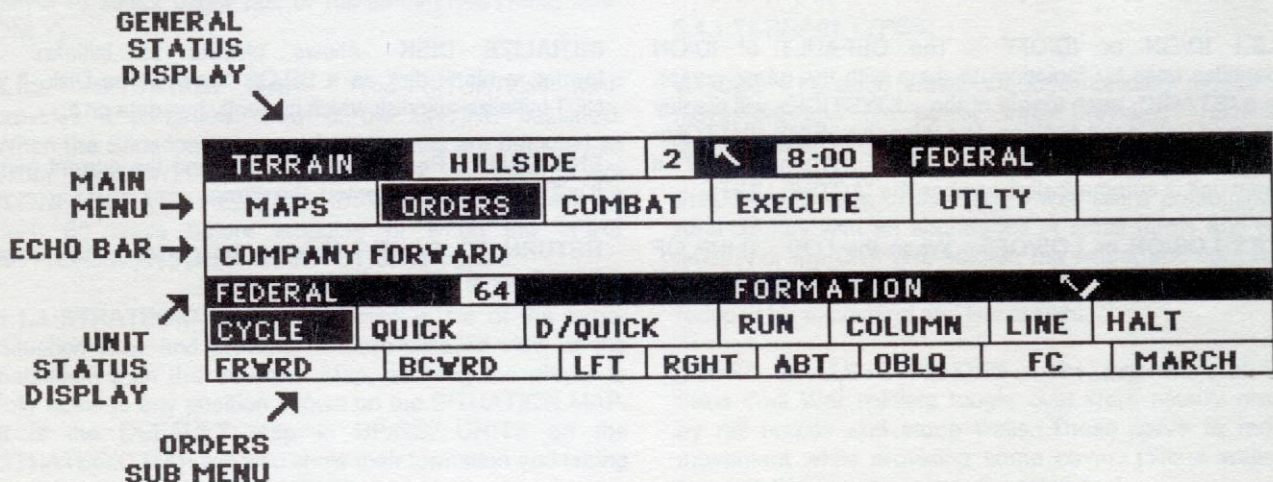 GENERAL
STATUS
DISPLAY
TERRAIN HILLSIDE 2 8:00 FEDERAL
MAIN
MENU
MAPS ORDERS COMBAT EXECUTE UTLTY
ECHO BAR
COMPANY FORWARD
UNIT
STATUS
DISPLAY
FEDERAL 64 FORMATION
CYCLE QUICK D/QUICK RUN COLUMN LINE HALT
FRWRD BCWRD LFT RGHT ABT OBLQ FC MARCH
ORDERS
SUB MENU